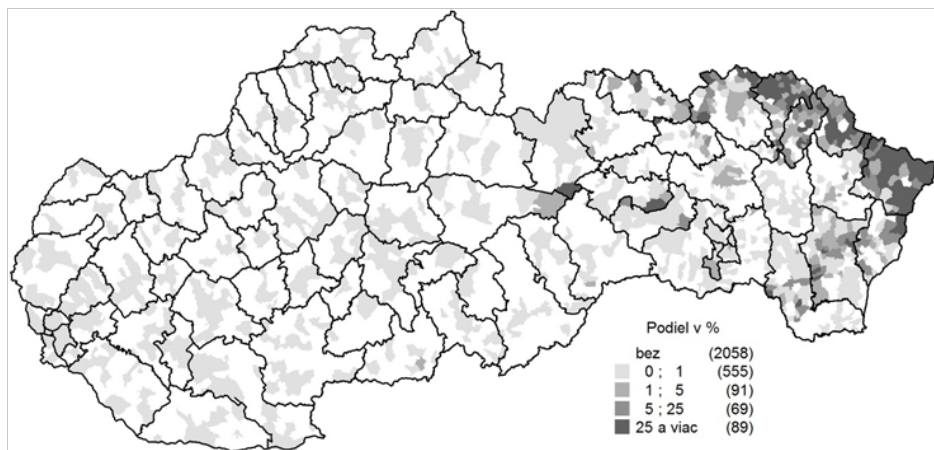 Podiel v %
bez (2058)
0 ; 1 (555)
1 ; 5 (91)
5 ; 25 (69)
25 a viac (89)